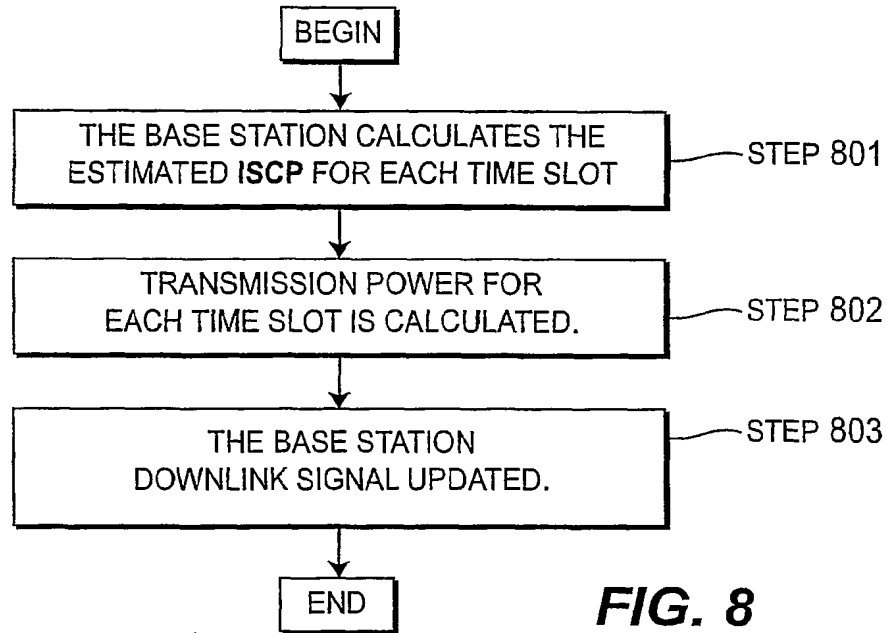 BEGIN
THE BASE STATION CALCULATES THE
ESTIMATED ISCP FOR EACH TIME SLOT
STEP 801
TRANSMISSION POWER FOR
EACH TIME SLOT IS CALCULATED.
STEP 802
THE BASE STATION
DOWNLINK SIGNAL UPDATED.
STEP 803
END
FIG. 8